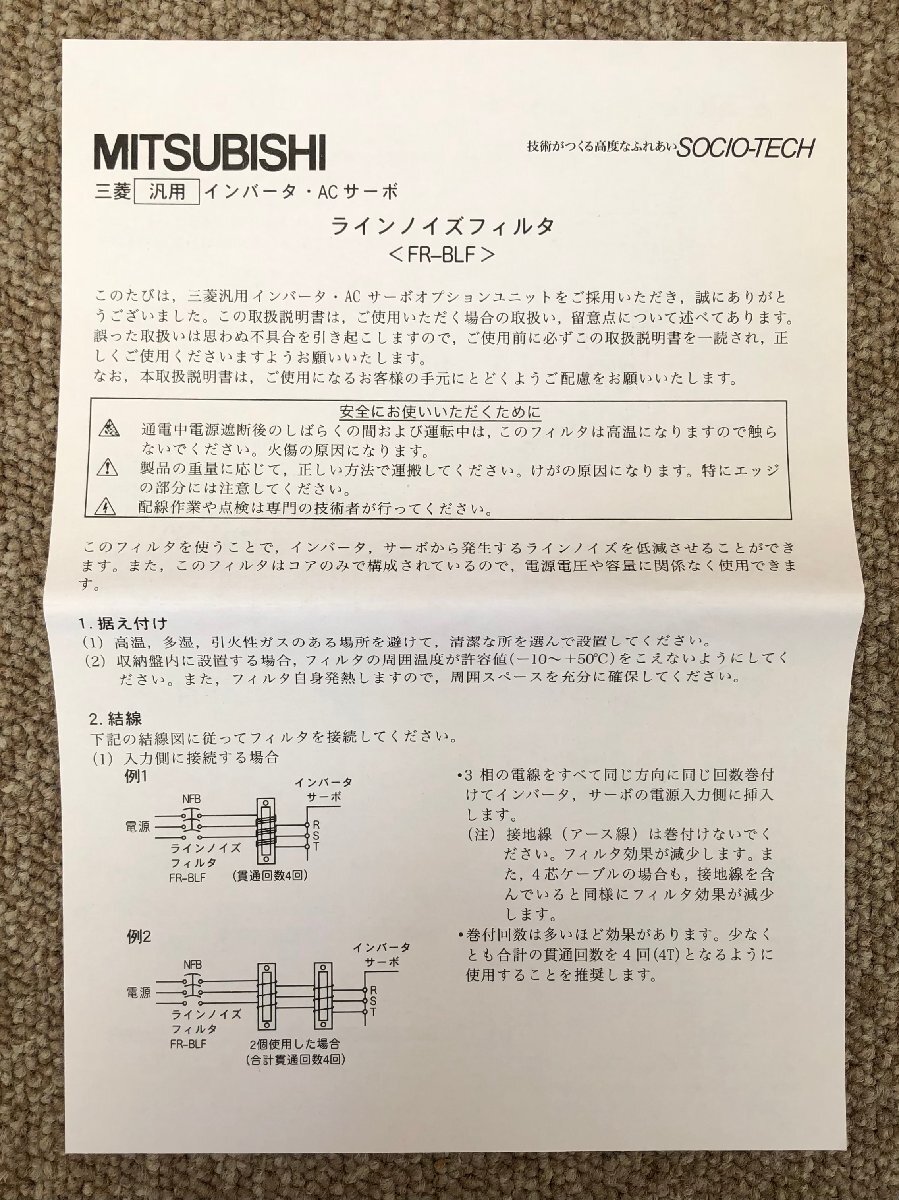 MITSUBISHI
技術がつくる高度なふれあいSOCIO-TECH
三菱 汎用 インバータ・ACサーボ
ラインノイズフィルタ
<FR-BLF>
このたびは，三菱汎用インバータ・AC サーボオプションユニットをご採用いただき，誠にありがと
うございました。この取扱説明書は，ご使用いただく場合の取扱い，留意点について述べてあります。
誤った取扱いは思わぬ不具合を引き起こしますので，ご使用前に必ずこの取扱説明書を一読され，正
しくご使用くださいますようお願いいたします。
なお，本取扱説明書は，ご使用になるお客様の手元にとどくようご配慮をお願いいたします。
安全にお使いいただくために
通電中電源遮断後のしばらくの間および運転中は，このフィルタは高温になりますので触ら
ないでください。火傷の原因になります。
製品の重量に応じて，正しい方法で運搬してください。けがの原因になります。特にエッジ
の部分には注意してください。
配線作業や点検は専門の技術者が行ってください。
このフィルタを使うことで，インバータ，サーボから発生するラインノイズを低減させることができ
ます。また，このフィルタはコアのみで構成されているので，電源電圧や容量に関係なく使用できま
す。
1.据え付け
(1) 高温，多湿，引火性ガスのある場所を避けて，清潔な所を選んで設置してください。
(2) 収納盤内に設置する場合，フィルタの周囲温度が許容値(−10～+50℃)をこえないようにしてく
ださい。また，フィルタ自身発熱しますので，周囲スペースを充分に確保してください。
2.結線
下記の結線図に従ってフィルタを接続してください。
(1) 入力側に接続する場合
例1
NFB
電源
ラインノイズ
フィルタ
FR-BLF
(貫通回数4回)
インバータ
サーボ
R
S
T
例2
NFB
電源
ラインノイズ
フィルタ
FR-BLF
2個使用した場合
(合計貫通回数4回)
インバータ
サーボ
R
S
T
•3 相の電線をすべて同じ方向に同じ回数巻付
けてインバータ，サーボの電源入力側に挿入
します。
(注) 接地線（アース線）は巻付けないでく
ださい。フィルタ効果が減少します。ま
た，4芯ケーブルの場合も，接地線を含
んでいると同様にフィルタ効果が減少
します。
•巻付回数は多いほど効果があります。少なく
とも合計の貫通回数を4回(4T)となるように
使用することを推奨します。